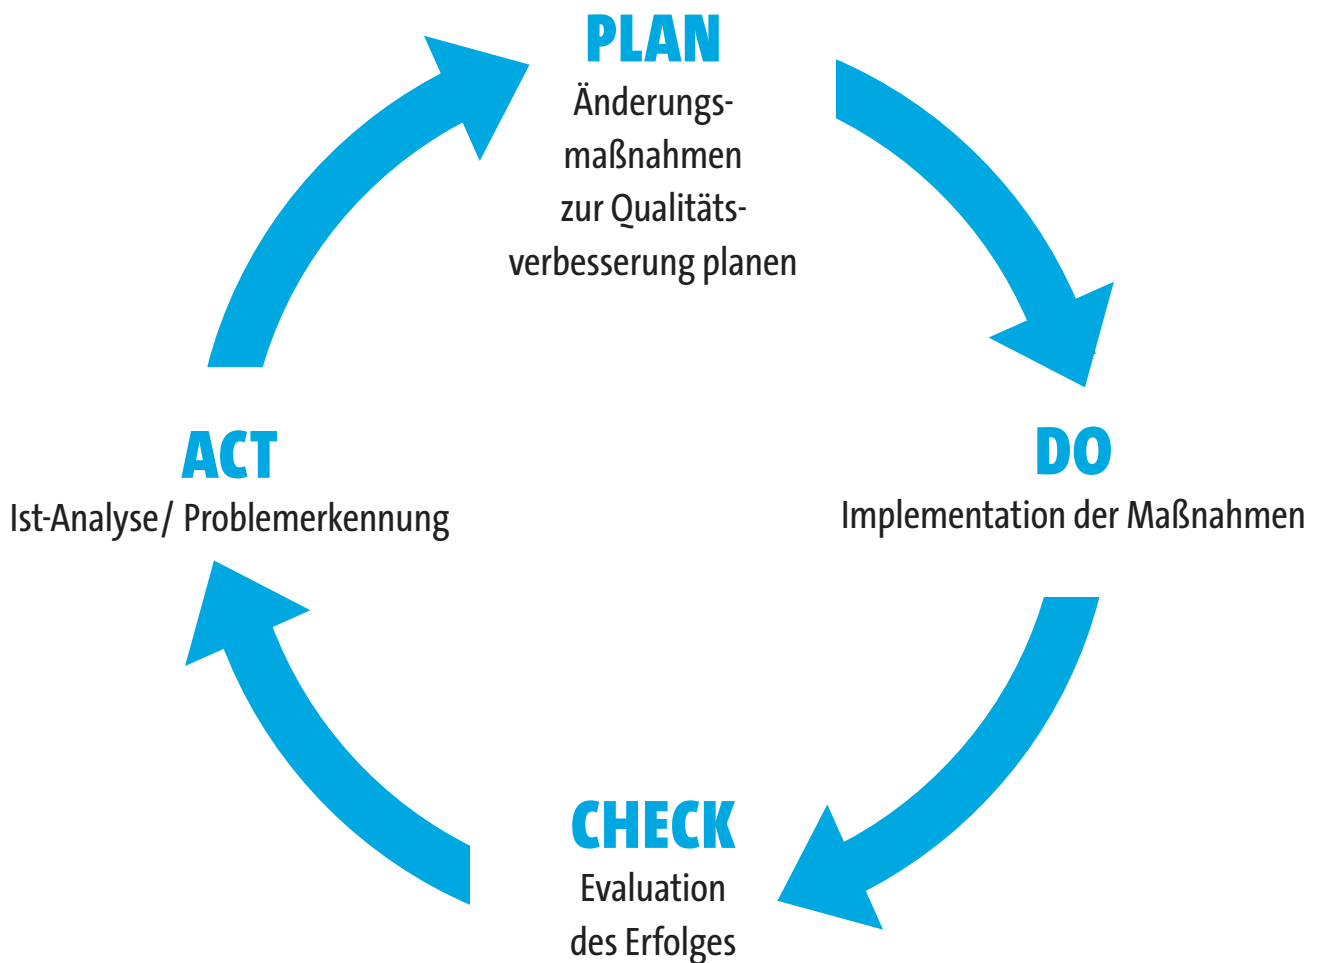 PLAN
Änderungs-
maßnahmen
zur Qualitäts-
verbesserung planen
ACT
Ist-Analyse/ Problemerkennung
DO
Implementation der Maßnahmen
CHECK
Evaluation
des Erfolges